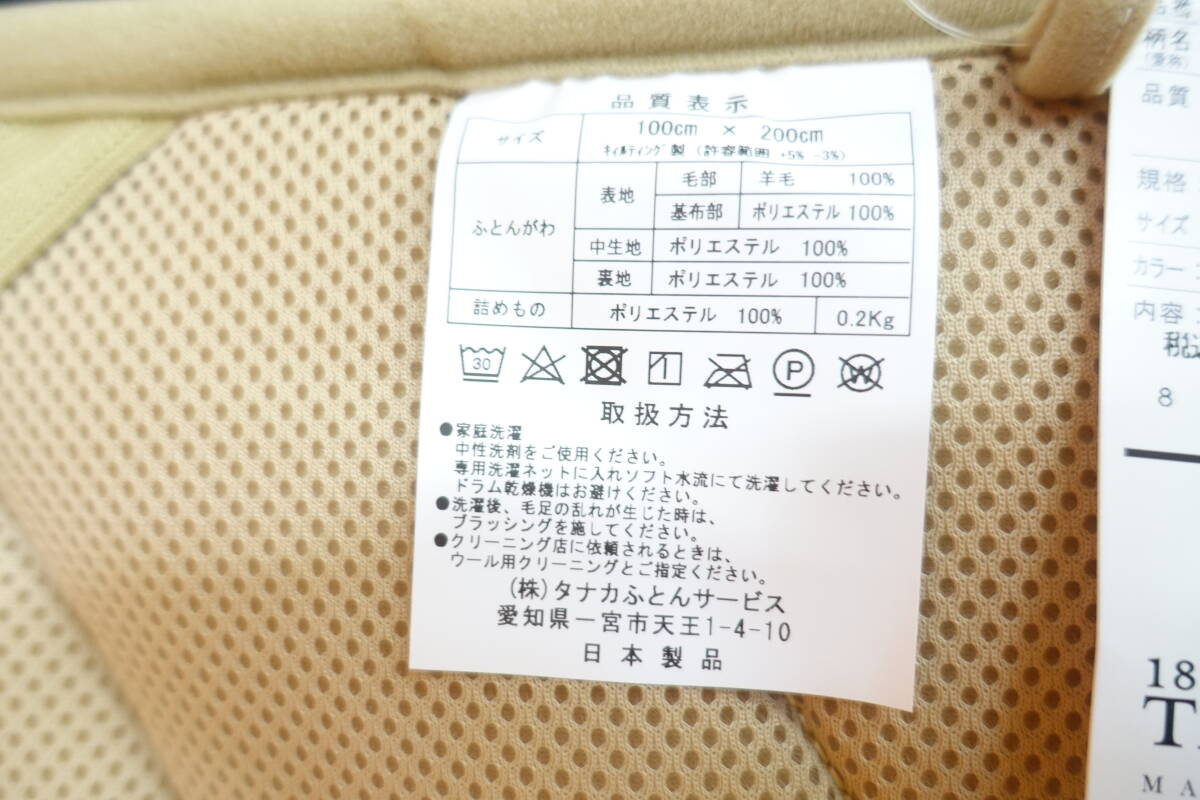 品質表示
サイズ 100cm × 200cm
キィルティング゙製 (許容範囲 +5% -3%)
ふとんがわ 表地 毛部 羊毛 100%
基布部 ポリエステル 100%
中生地 ポリエステル 100%
裏地 ポリエステル 100%
詰めもの ポリエステル 100% 0.2Kg
30 1 P W
取扱方法
●家庭洗濯
中性洗剤をご使用ください。
専用洗濯ネットに入れソフト水流にて洗濯してください。
ドラム乾燥機はお避けください。
●洗濯後、毛足の乱れが生じた時は、
ブラッシングを施してください。
●クリーニング店に依頼されるときは、
ウール用クリーニングとご指定ください。
(株)タナカふとんサービス
愛知県一宮市天王1-4-10
日本製品
柄名
品質
規格
サイズ
カラー
内容
税込
8
18
T
MA